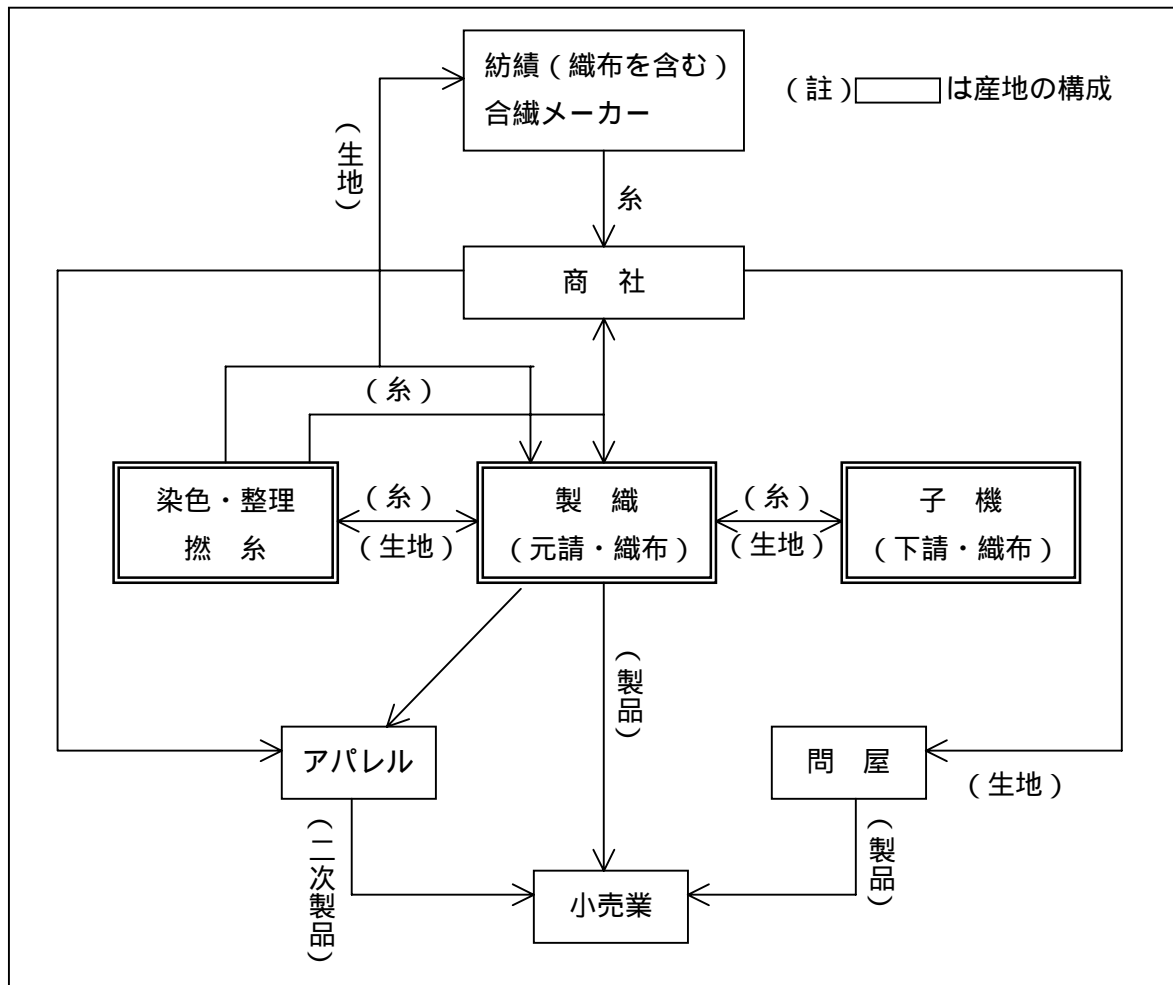 紡績（織布を含む）
合繊メーカー
（註） は産地の構成
（生地）
糸
商　社
（糸）
染色・整理
撚　糸
（糸）
（生地）
製　織
（元請・織布）
（糸）
（生地）
子　機
（下請・織布）
（製品）
アパレル
問　屋
（生地）
（二次製品）
（製品）
小売業